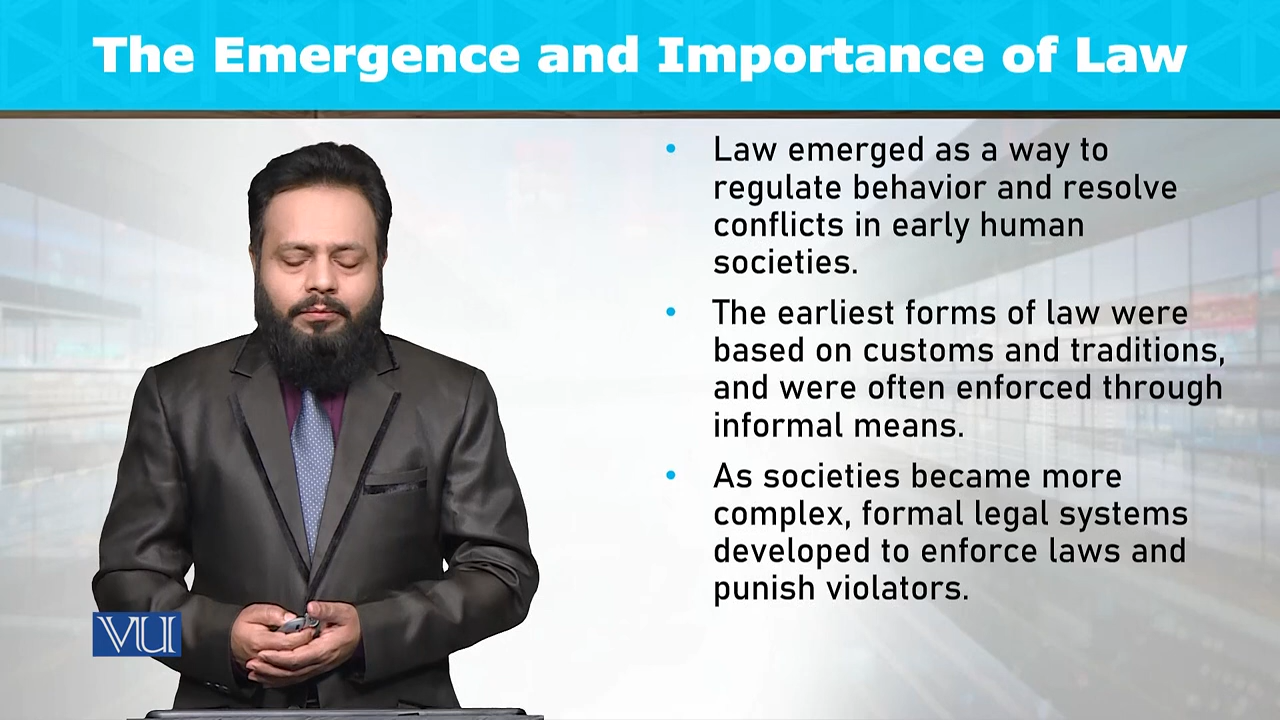 The Emergence and Importance of Law
• Law emerged as a way to
regulate behavior and resolve
conflicts in early human
societies.
• The earliest forms of law were
based on customs and traditions,
and were often enforced through
informal means.
• As societies became more
complex, formal legal systems
developed to enforce laws and
punish violators.
VU